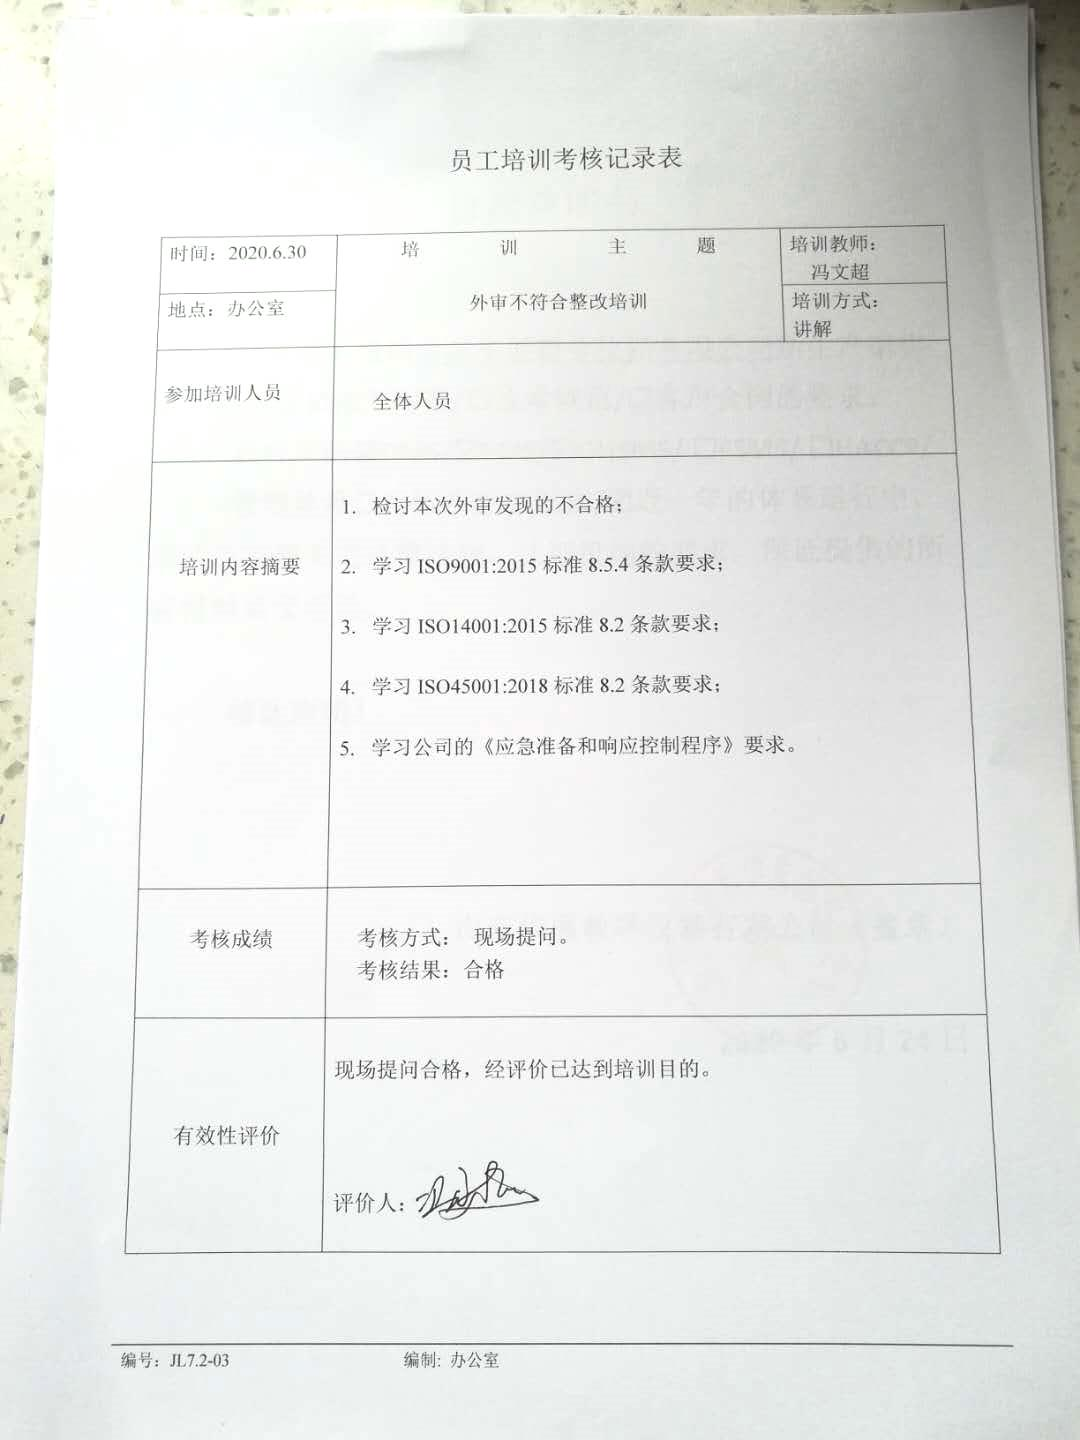 员工培训考核记录表
时间：2020.6.30
培 训 主 题
培训教师：
冯文超
地点：办公室
外审不符合整改培训
培训方式：
讲解
参加培训人员
全体人员
培训内容摘要
1. 检讨本次外审发现的不合格；
2. 学习 ISO9001:2015 标准 8.5.4 条款要求；
3. 学习 ISO14001:2015 标准 8.2 条款要求；
4. 学习 ISO45001:2018 标准 8.2 条款要求；
5. 学习公司的《应急准备和响应控制程序》要求。
考核成绩
考核方式： 现场提问。
考核结果：合格
有效性评价
现场提问合格，经评价已达到培训目的。
评价人：
编号：JL7.2-03
编制: 办公室